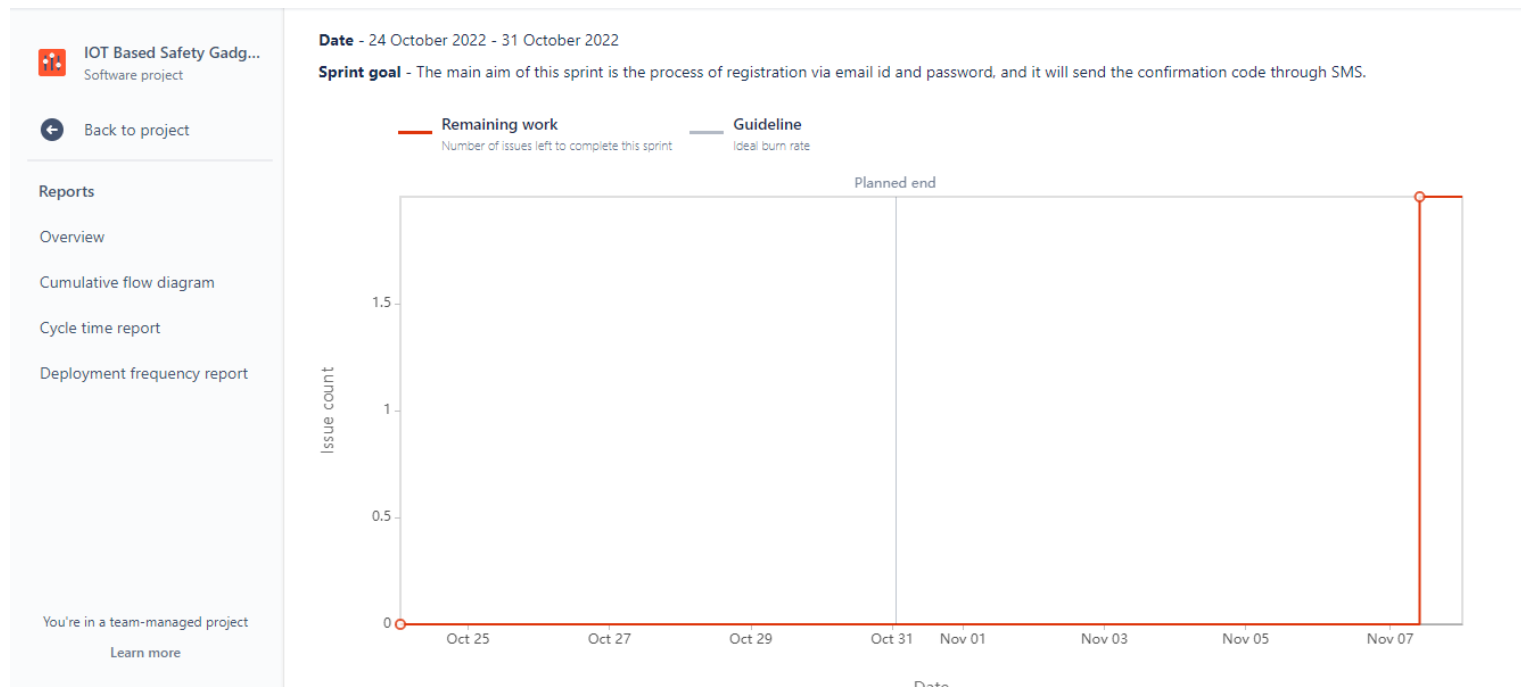 IOT Based Safety Gadg...
Software project
Back to project
Reports
Overview
Cumulative flow diagram
Cycle time report
Deployment frequency report
You're in a team-managed project
Learn more
Date - 24 October 2022 - 31 October 2022
Sprint goal - The main aim of this sprint is the process of registration via email id and password, and it will send the confirmation code through SMS.
Remaining work
Number of issues left to complete this sprint
Guideline
Ideal burn rate
Planned end
Issue count
1.5
1
0.5
0
Oct 25 Oct 27 Oct 29 Oct 31 Nov 01 Nov 03 Nov 05 Nov 07
Date